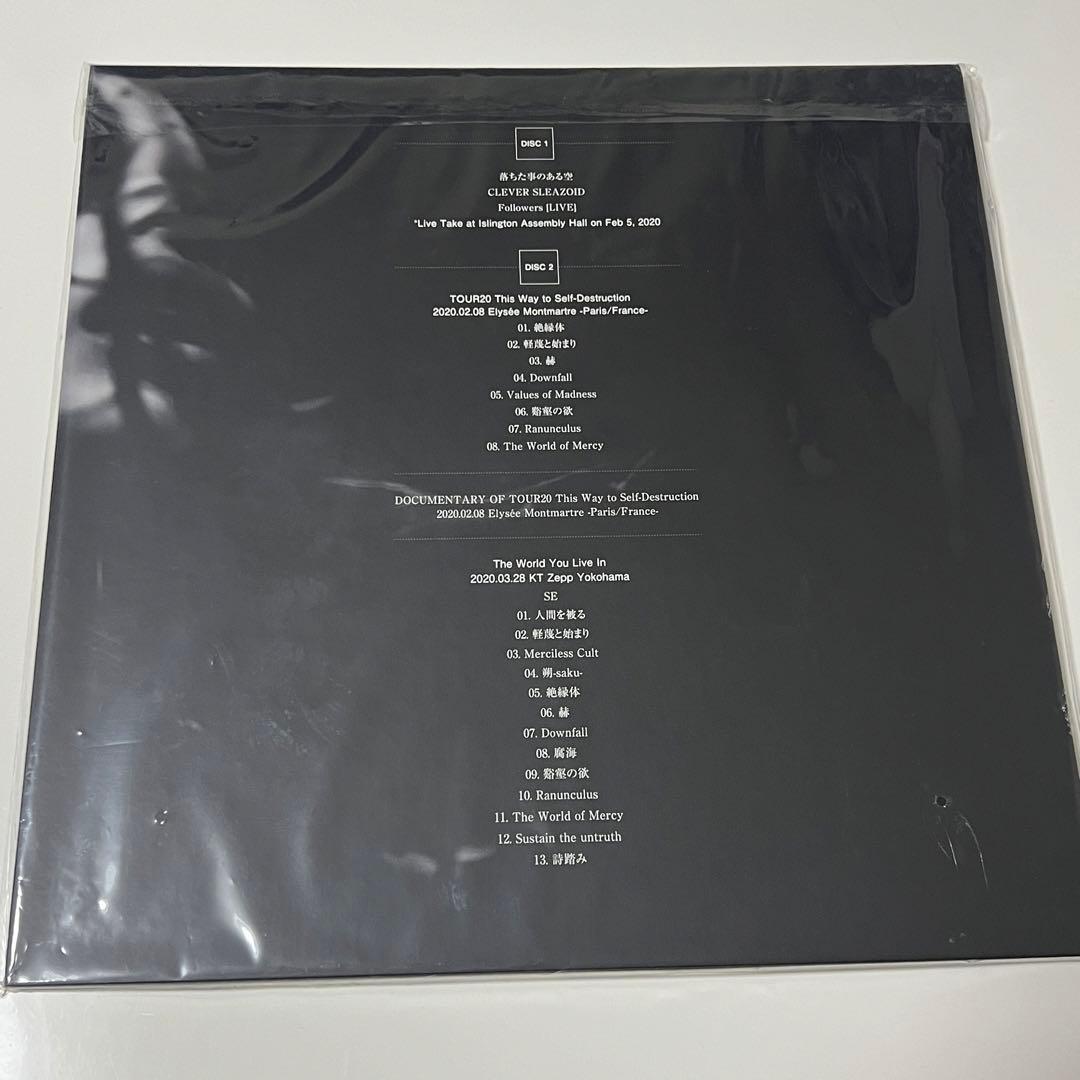 DISC 1
落ちた事のある空
CLEVER SLEAZOID
Followers [LIVE]
*Live Take at Islington Assembly Hall on Feb 5, 2020
DISC 2
TOUR20 This Way to Self-Destruction
2020.02.08 Elysée Montmartre -Paris/France-
01. 絶縁体
02. 軽蔑と始まり
03. 赫
04. Downfall
05. Values of Madness
06. 谿壑の欲
07. Ranunculus
08. The World of Mercy
DOCUMENTARY OF TOUR20 This Way to Self-Destruction
2020.02.08 Elysée Montmartre -Paris/France-
The World You Live In
2020.03.28 KT Zepp Yokohama
SE
01. 人間を被る
02. 軽蔑と始まり
03. Merciless Cult
04. 朔-saku-
05. 絶縁体
06. 赫
07. Downfall
08. 腐海
09. 谿壑の欲
10. Ranunculus
11. The World of Mercy
12. Sustain the untruth
13. 詩踏み